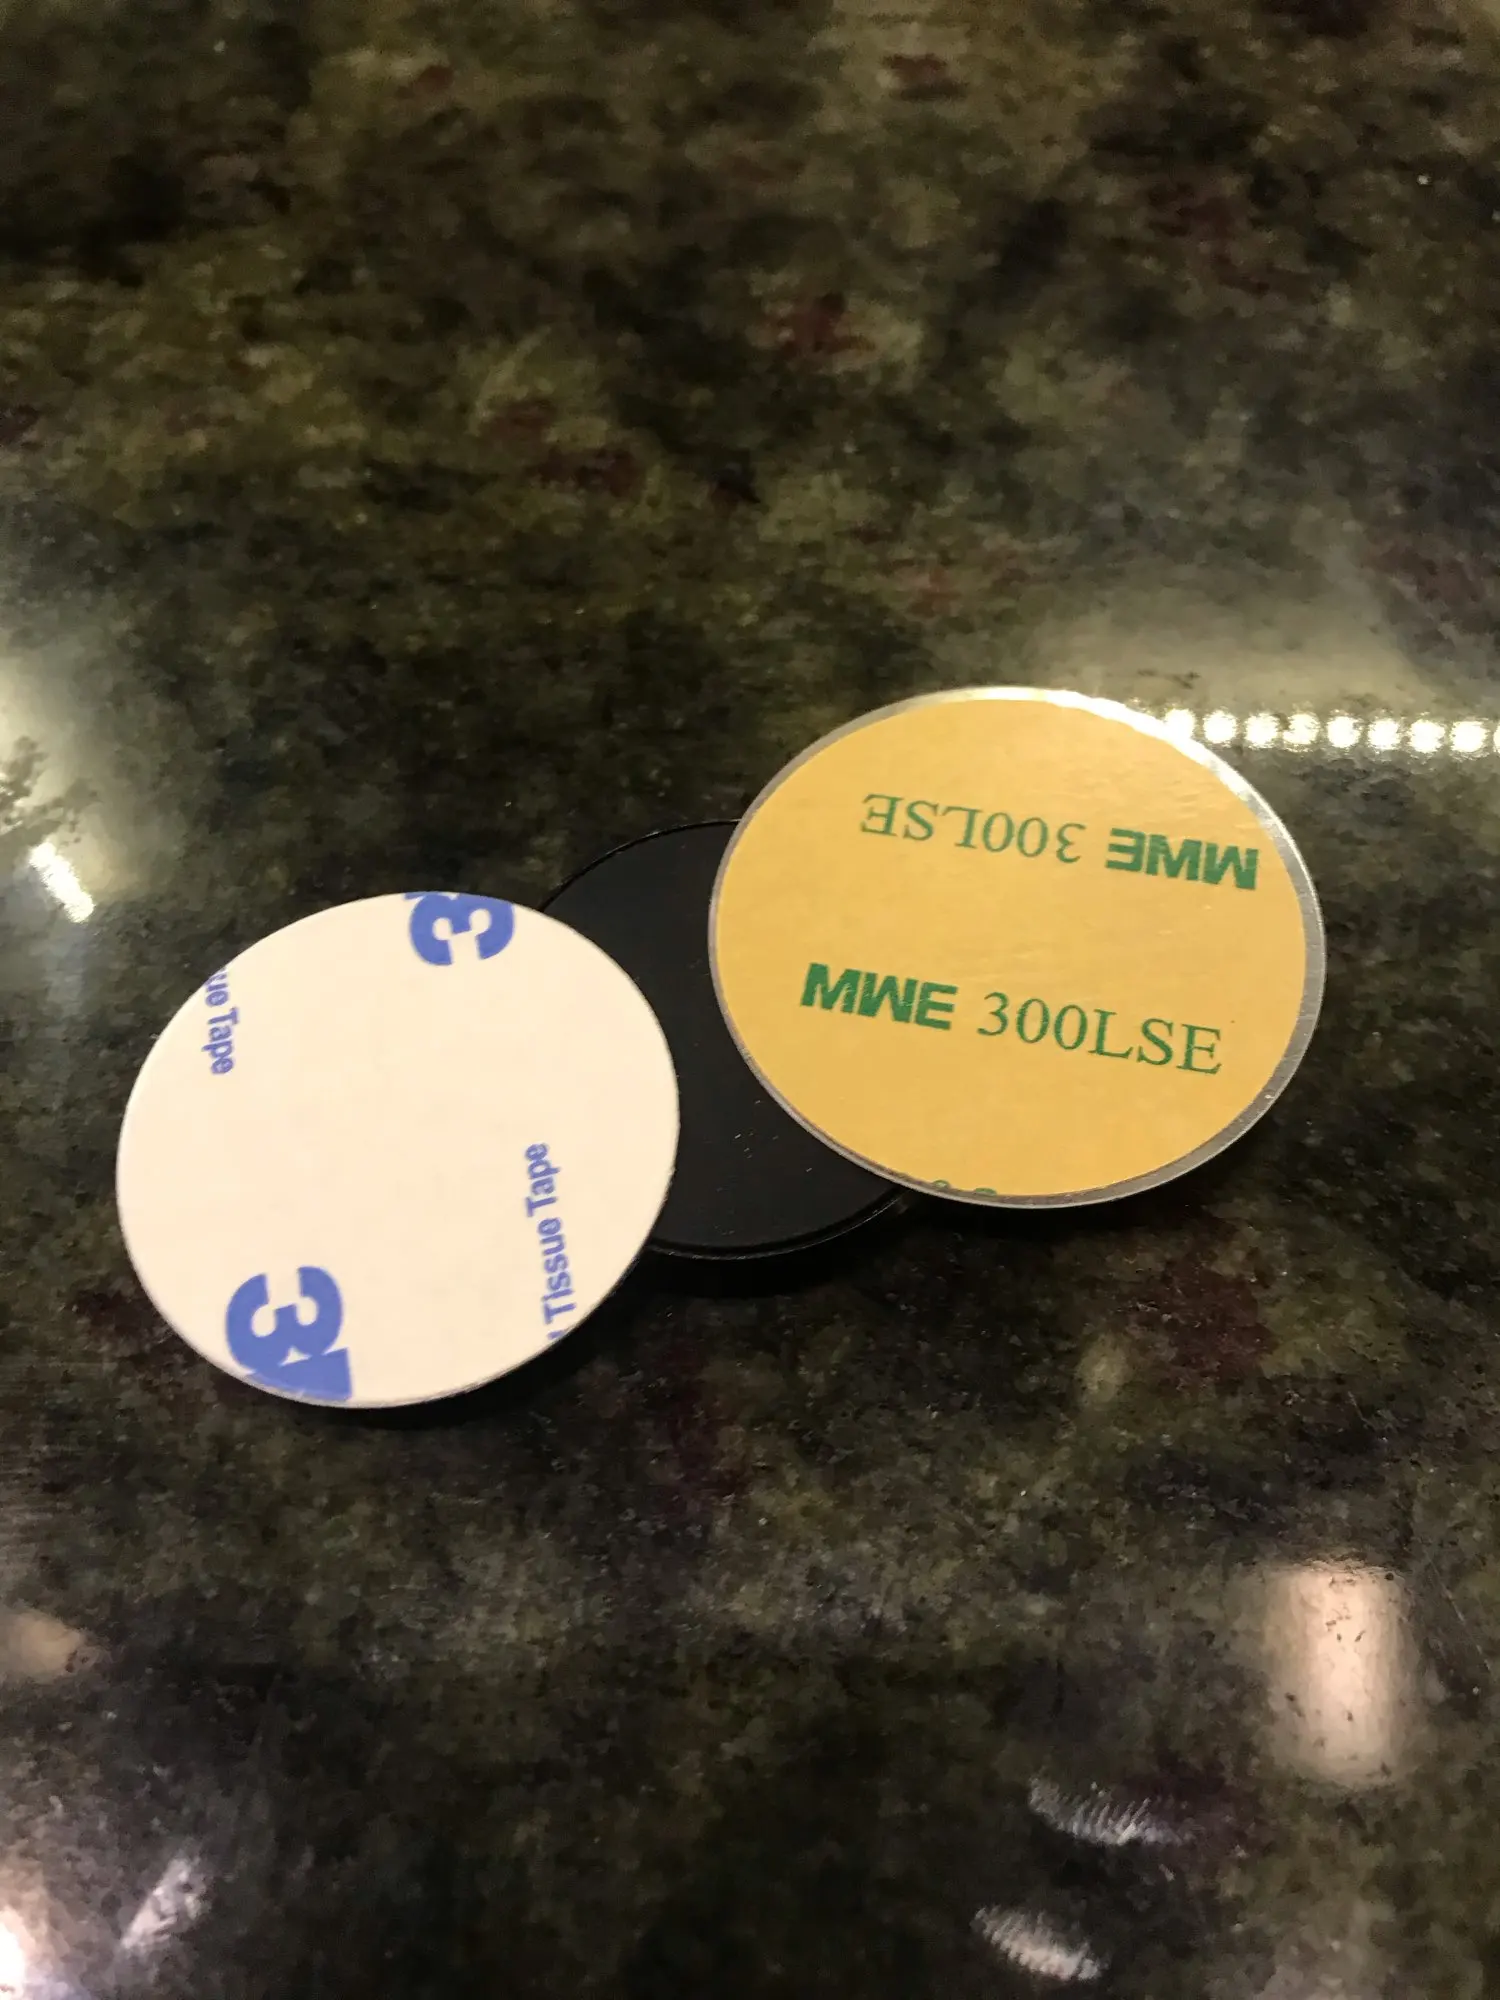 MWE 300LSE
MWE 300LSE
3
ue Tape
Tissue Tape
3